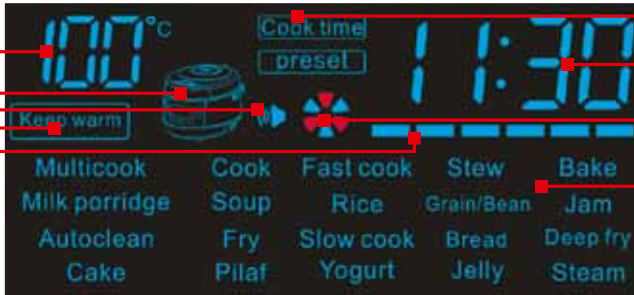 100°C
Cook time
preset
11:30
Keep warm
Multicook Cook Fast cook Stew Bake
Milk porridge Soup Rice Grain/Bean Jam
Autoclean Fry Slow cook Bread Deep fry
Cake Pilaf Yogurt Jelly Steam